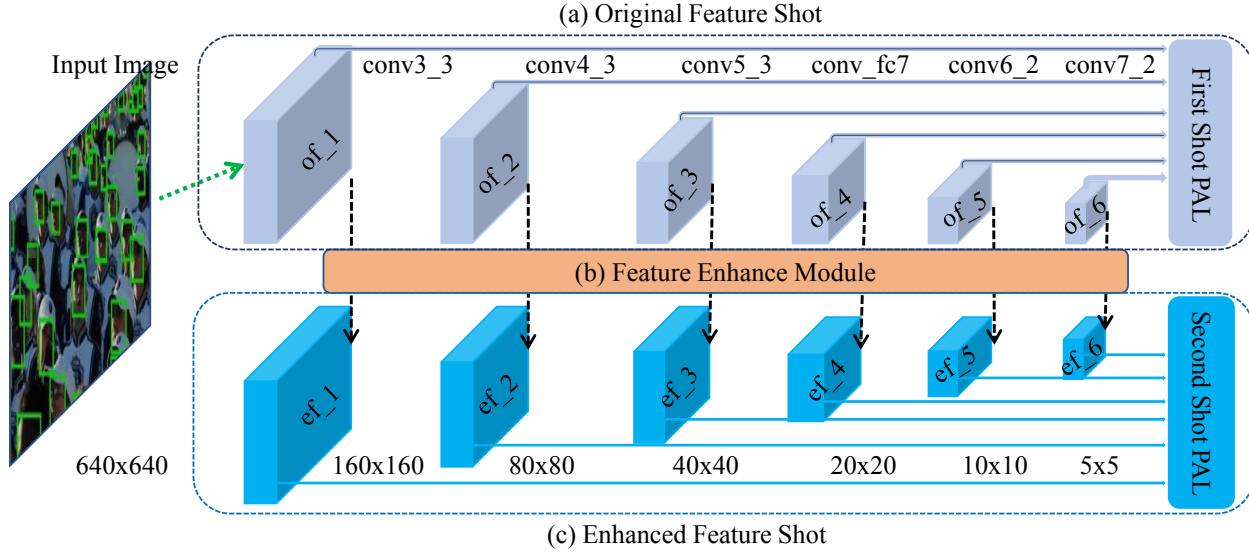 (a) Original Feature Shot
Input Image
conv3_3
conv4_3
conv5_3
conv_fc7
conv6_2
conv7_2
of_1
of_2
of_3
of_4
of_5
of_6
First Shot PAL
(b) Feature Enhance Module
ef_1
ef_2
ef_3
ef_4
ef_5
ef_6
Second Shot PAL
640x640
160x160
80x80
40x40
20x20
10x10
5x5
(c) Enhanced Feature Shot